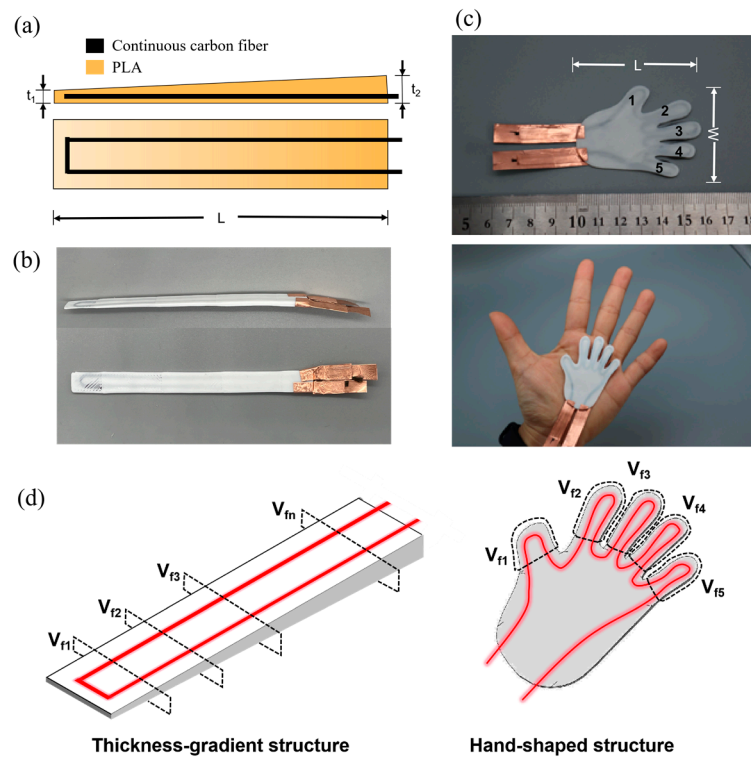 (a)
Continuous carbon fiber
PLA
t1
t2
L
(b)
(c)
L
1
2
3
4
5
W
5 6 7 8 9 10 11 12 13 14 15 16 17
(d)
Vf1
Vf2
Vf3
Vfn
Thickness-gradient structure
Vf1
Vf2
Vf3
Vf4
Vf5
Hand-shaped structure